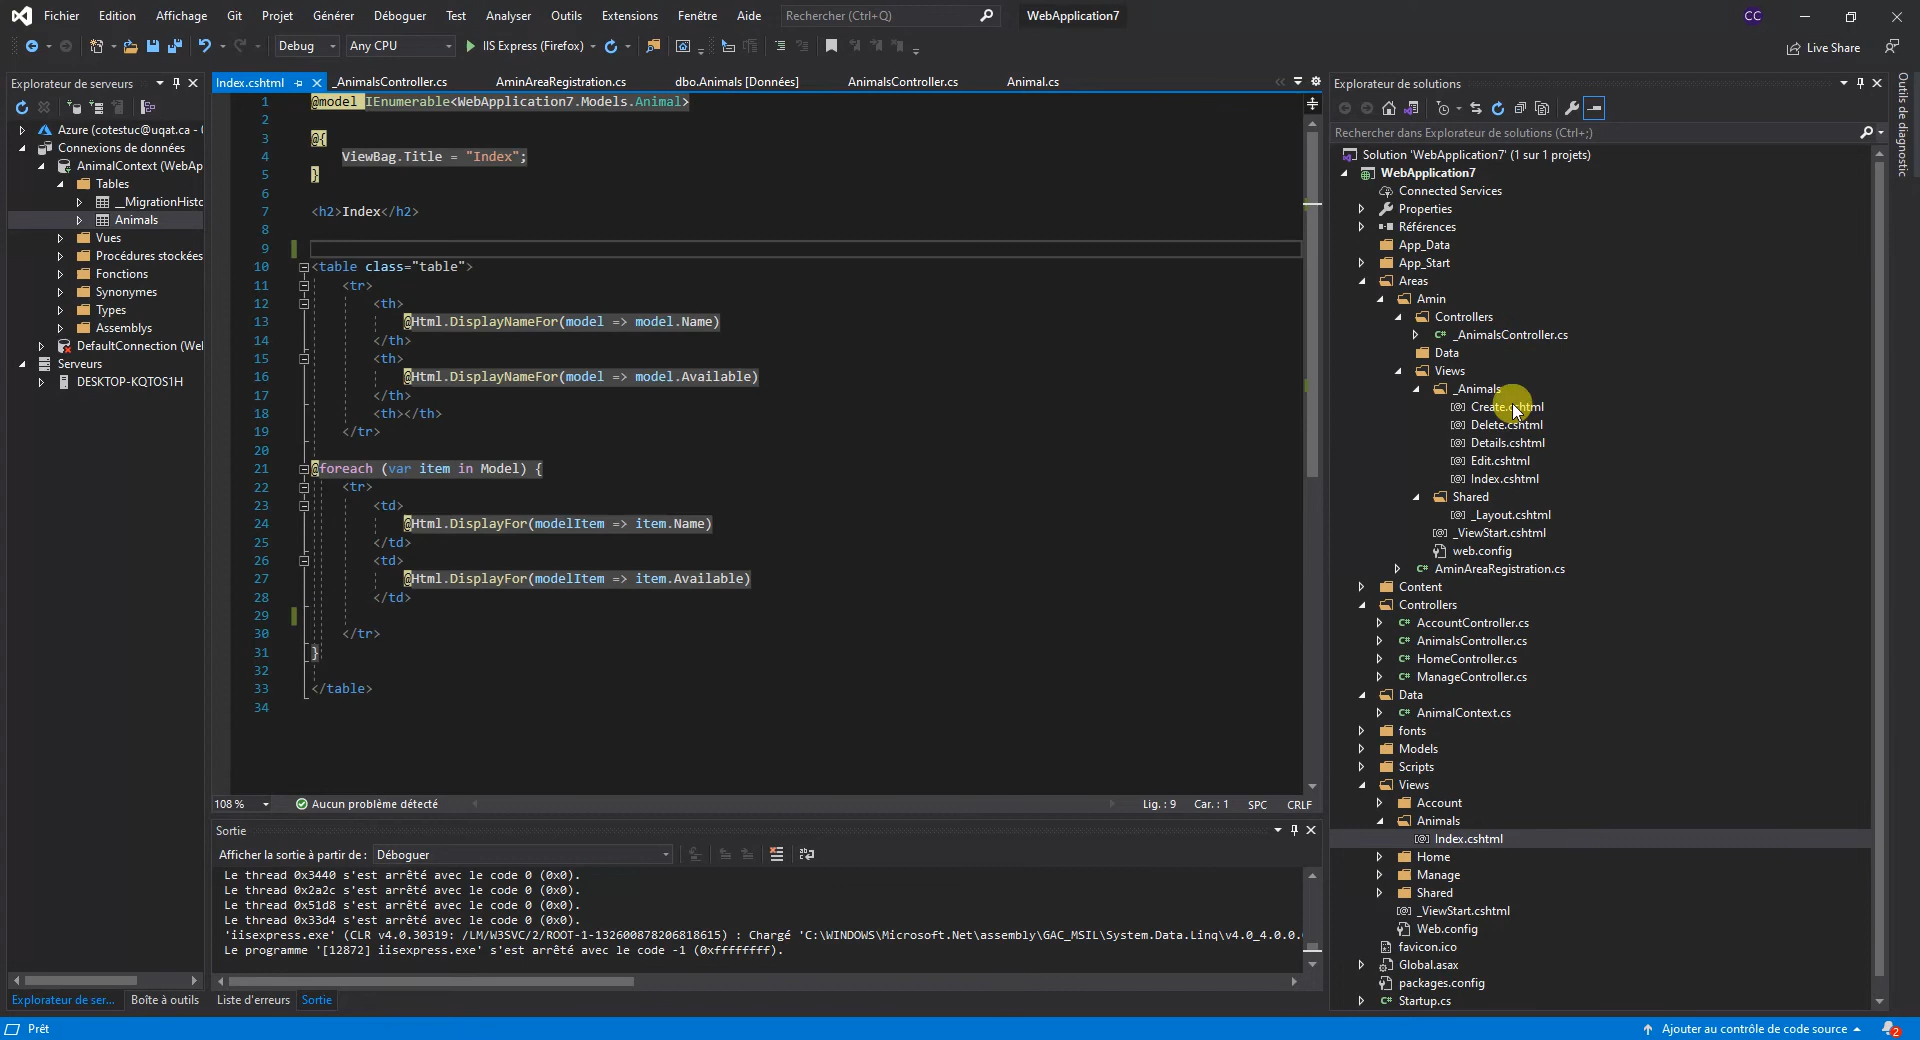 Fichier Edition Affichage Git Projet Générer Déboguer Test Analyser Outils Extensions Fenêtre Aide Rechercher (Ctrl+Q) WebApplication7 CC
Debug Any CPU IIS Express (Firefox) Live Share
Explorateur de serveurs
Azure (cotestuc@uqat.ca -
Connexions de données
AnimalContext (WebAp
Tables
__MigrationHisto
Animals
Vues
Procédures stockées
Fonctions
Synonymes
Types
Assemblys
DefaultConnection (Wel
Serveurs
DESKTOP-KQTOS1H
Explorateur de ser... Boîte à outils
Index.cshtml _AnimalsController.cs AminAreaRegistration.cs dbo.Animals [Données] AnimalsController.cs Animal.cs
1 @model IEnumerable<WebApplication7.Models.Animal>
2
3 @{
4 ViewBag.Title = "Index";
5 }
6
7 <h2>Index</h2>
8
9
10 <table class="table">
11 <tr>
12 <th>
13 @Html.DisplayNameFor(model => model.Name)
14 </th>
15 <th>
16 @Html.DisplayNameFor(model => model.Available)
17 </th>
18 <th></th>
19 </tr>
20
21 @foreach (var item in Model) {
22 <tr>
23 <td>
24 @Html.DisplayFor(modelItem => item.Name)
25 </td>
26 <td>
27 @Html.DisplayFor(modelItem => item.Available)
28 </td>
29
30 </tr>
31 }
32
33 </table>
34
108 % Aucun problème détecté Lig. : 9 Car. : 1 SPC CRLF
Sortie
Afficher la sortie à partir de : Déboguer
Le thread 0x3440 s'est arrêté avec le code 0 (0x0).
Le thread 0x2a2c s'est arrêté avec le code 0 (0x0).
Le thread 0x51d8 s'est arrêté avec le code 0 (0x0).
Le thread 0x33d4 s'est arrêté avec le code 0 (0x0).
'iisexpress.exe' (CLR v4.0.30319: /LM/W3SVC/2/ROOT-1-132600878206818615) : Chargé 'C:\WINDOWS\Microsoft.Net\assembly\GAC_MSIL\System.Data.Linq\v4.0_4.0.0.
Le programme '[12872] iisexpress.exe' s'est arrêté avec le code -1 (0xffffffff).
Liste d'erreurs Sortie
Explorateur de solutions
Rechercher dans Explorateur de solutions (Ctrl+;)
Solution 'WebApplication7' (1 sur 1 projets)
WebApplication7
Connected Services
Properties
Références
App_Data
App_Start
Areas
Amin
Controllers
C# _AnimalsController.cs
Data
Views
_Animals
Create.cshtml
Delete.cshtml
Details.cshtml
Edit.cshtml
Index.cshtml
Shared
_Layout.cshtml
_ViewStart.cshtml
web.config
C# AminAreaRegistration.cs
Content
Controllers
C# AccountController.cs
C# AnimalsController.cs
C# HomeController.cs
C# ManageController.cs
Data
C# AnimalContext.cs
fonts
Models
Scripts
Views
Account
Animals
Index.cshtml
Home
Manage
Shared
_ViewStart.cshtml
Web.config
favicon.ico
Global.asax
packages.config
C# Startup.cs
Outils de diagnostic
Prêt Ajouter au contrôle de code source 2